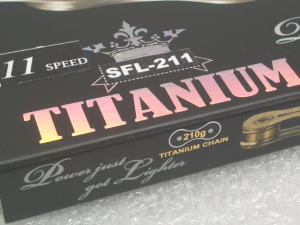 11 SPEED
SFL-211
TITANIUM
210g
TITANIUM CHAIN
Power just
got Lighter